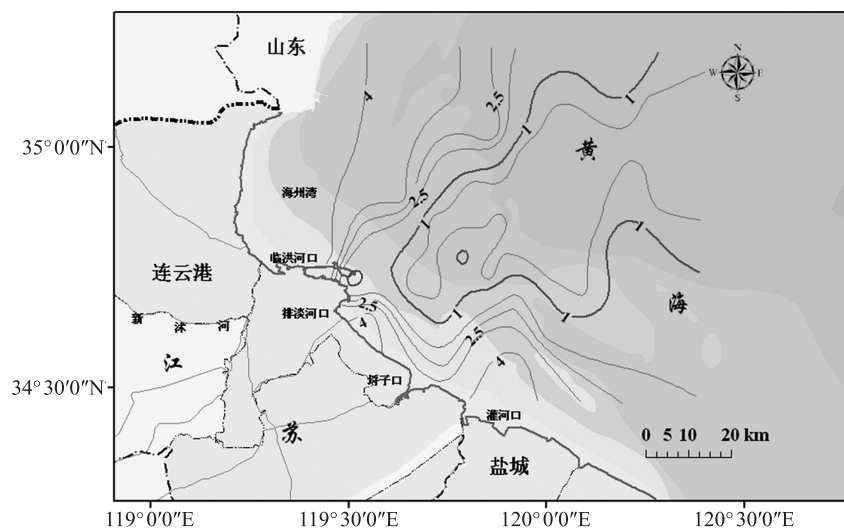 山东
N
W E
S
4
2.5
1
1
35°0′0″N
黄
海州湾
2.5
1
1
临洪河口
连云港
2.5
排淡河口
4
1
1
海
新沭河
2.5
江
4
埒子口
34°30′0″N
灌河口
0 5 10 20 km
苏
盐城
119°0′0″E 119°30′0″E 120°0′0″E 120°30′0″E